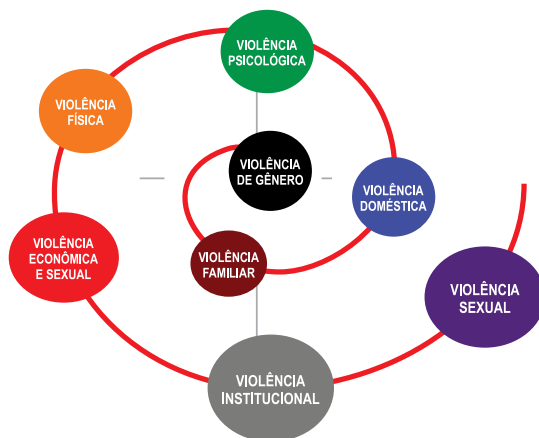 VIOLÊNCIA
PSICOLÓGICA
VIOLÊNCIA
FÍSICA
VIOLÊNCIA
DE GÊNERO
VIOLÊNCIA
DOMÉSTICA
VIOLÊNCIA
ECONÔMICA
E SEXUAL
VIOLÊNCIA
FAMILIAR
VIOLÊNCIA
SEXUAL
VIOLÊNCIA
INSTITUCIONAL